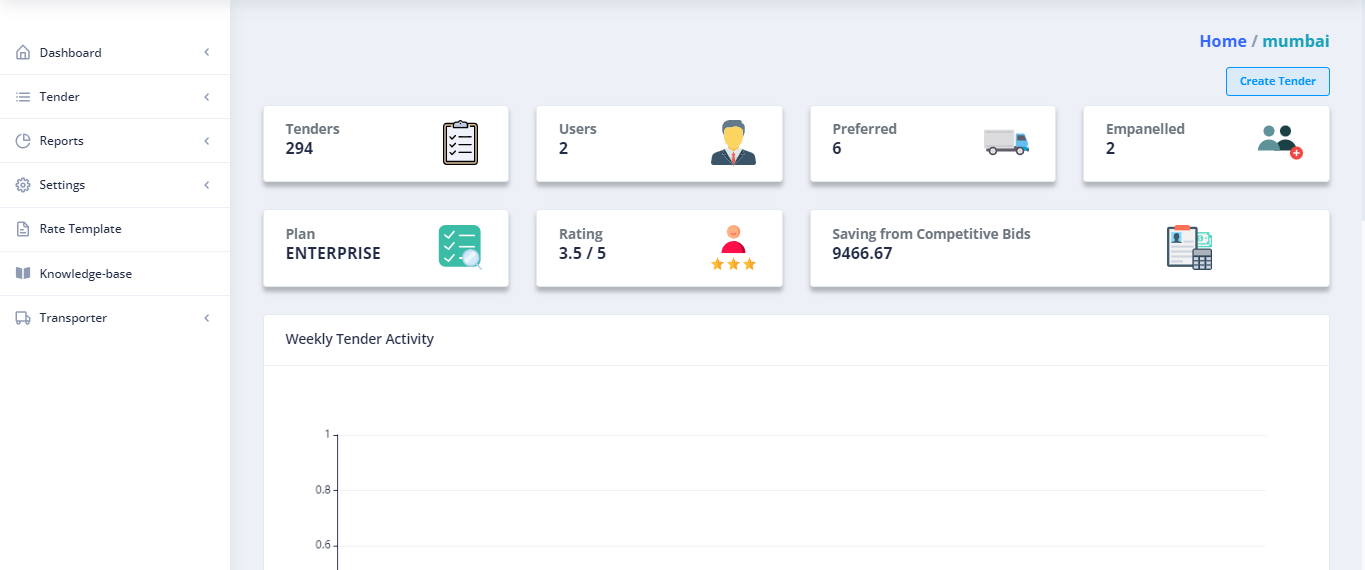 Dashboard
Tender
Reports
Settings
Rate Template
Knowledge-base
Transporter
Home / mumbai
Create Tender
Tenders
294
Users
2
Preferred
6
Empanelled
2
Plan
ENTERPRISE
Rating
3.5 / 5
Saving from Competitive Bids
9466.67
Weekly Tender Activity
1
0.8
0.6